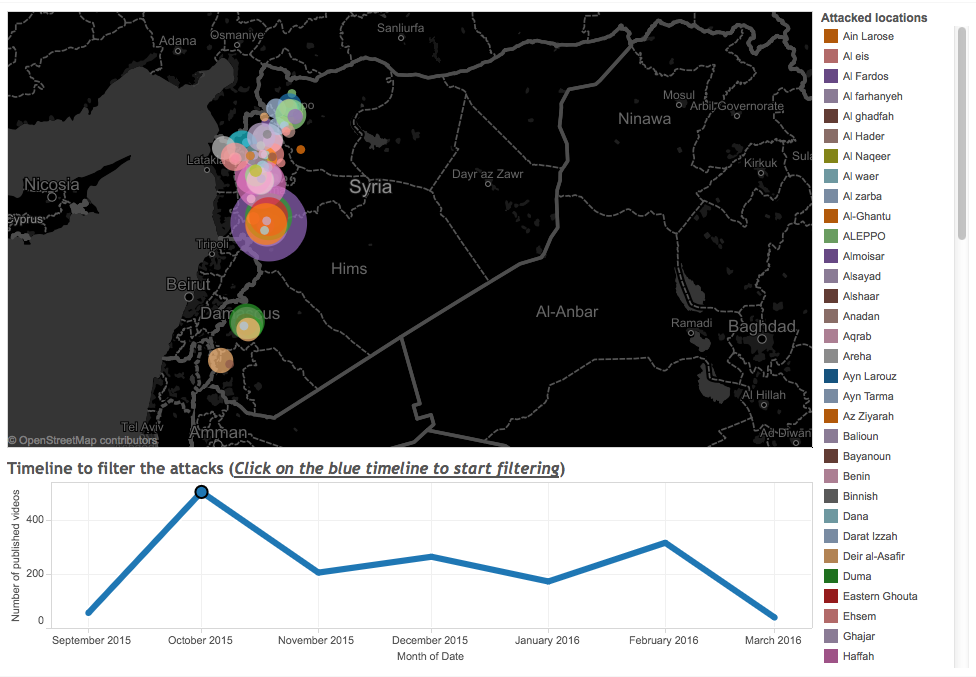 Attacked locations
Adana
Osmaniye
Sanliurfa
Mosul
Arbil Governorate
Ninawa
Latakia
Kirkuk
Nicosia
Syria
Dayr az Zawr
Cyprus
Tripoli
Hims
Beirut
Al-Anbar
Ramadi
Baghdad
Al Hillah
Tel Aviv
Amman
Ad Diwan
© OpenStreetMap contributors
Ain Larose
Al eis
Al Fardos
Al farhanyeh
Al ghadfah
Al Hader
Al Naqeer
Al waer
Al zarba
Al-Ghantu
ALEPPO
Almoisar
Alsayad
Alshaar
Anadan
Aqrab
Areha
Ayn Larouz
Ayn Tarma
Az Ziyarah
Balioun
Bayanoun
Benin
Binnish
Dana
Darat Izzah
Deir al-Asafir
Duma
Eastern Ghouta
Ehsem
Ghajar
Haffah
Timeline to filter the attacks (Click on the blue timeline to start filtering)
Number of published videos
400
200
0
September 2015
October 2015
November 2015
December 2015
January 2016
February 2016
March 2016
Month of Date